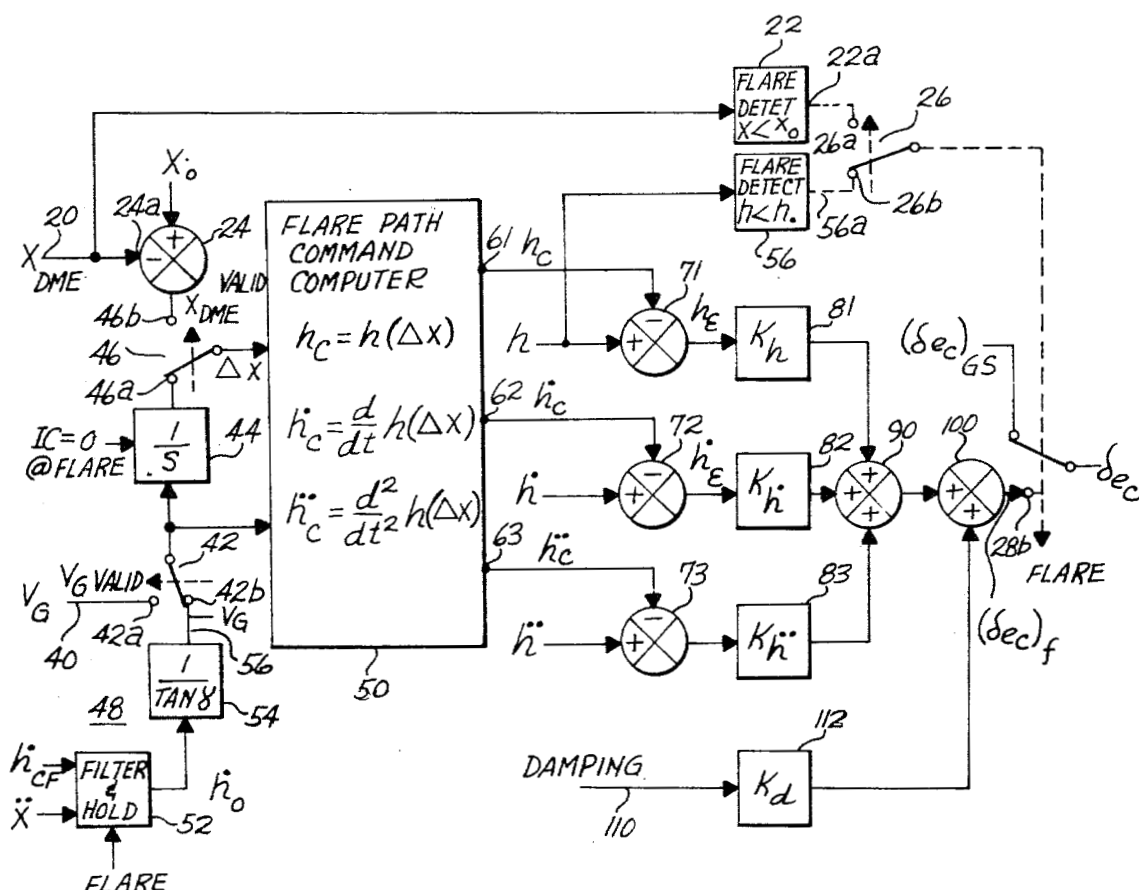 22
FLARE
DETET
x < x₀
22a
26
26a
26b
FLARE
DETECT
h < h.
56a
56
X₀
20
24a
24
+
-
X
DME
VALID
X
DME
46b
46
46a
Δx
IC=0
@FLARE
1/S
44
FLARE PATH
COMMAND
COMPUTER
h_C = h(Δx)
ḣ_C = d/dt h(Δx)
ḧ_C = d²/dt² h(Δx)
50
61 h_C
71
-
h
+
h_ε
K_h
81
62 ḣ_C
72
-
ḣ
+
ḣ_ε
K_ḣ
82
63
ḧ_C
73
-
ḧ
+
K_ḧ
83
90
+
+
+
100
+
+
(δec)_GS
δec
28b
FLARE
(δec)_f
42
V_G
V_G VALID
42b
42a
40
V_G
56
1/TANγ
54
48
ḣ_CF
ẍ
FILTER
&
HOLD
ḣ₀
52
FLARE
DAMPING
110
K_d
112